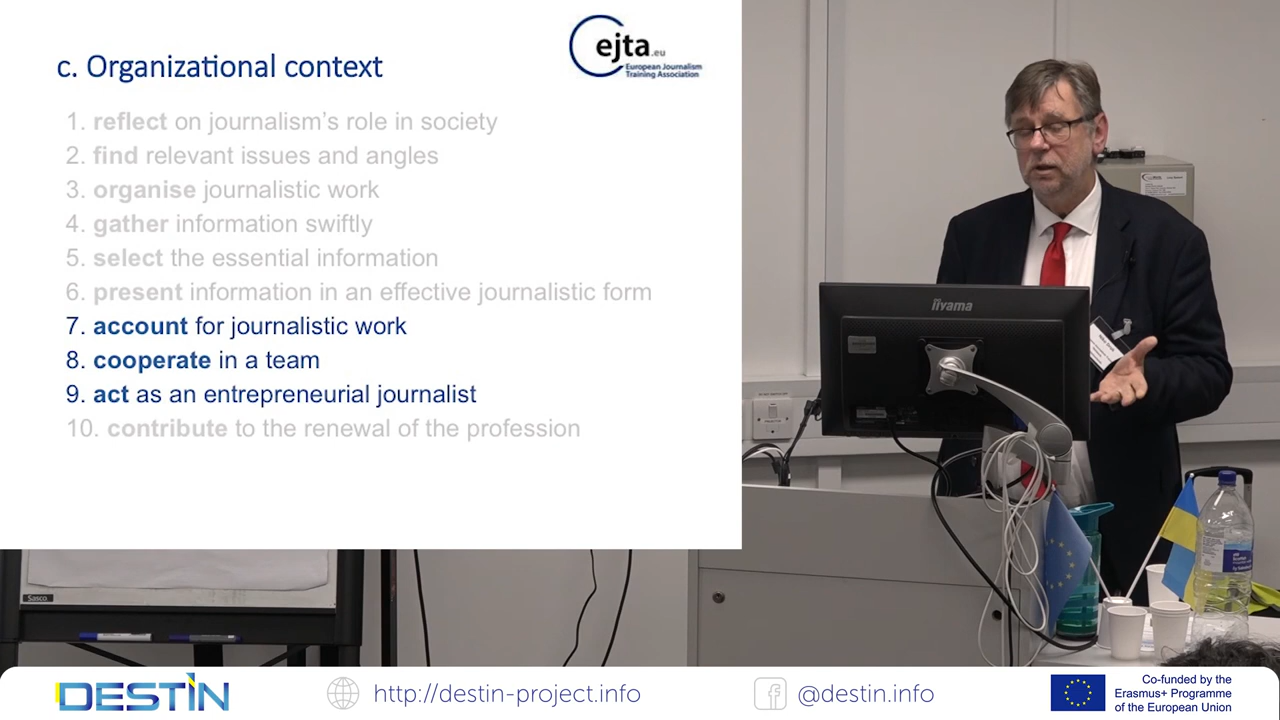 c. Organizational context
ejta.eu
European Journalism
Training Association
1. reflect on journalism's role in society
2. find relevant issues and angles
3. organise journalistic work
4. gather information swiftly
5. select the essential information
6. present information in an effective journalistic form
7. account for journalistic work
8. cooperate in a team
9. act as an entrepreneurial journalist
10. contribute to the renewal of the profession
iiyama
Sasco
DESTIN
http://destin-project.info
@destin.info
Co-funded by the
Erasmus+ Programme
of the European Union